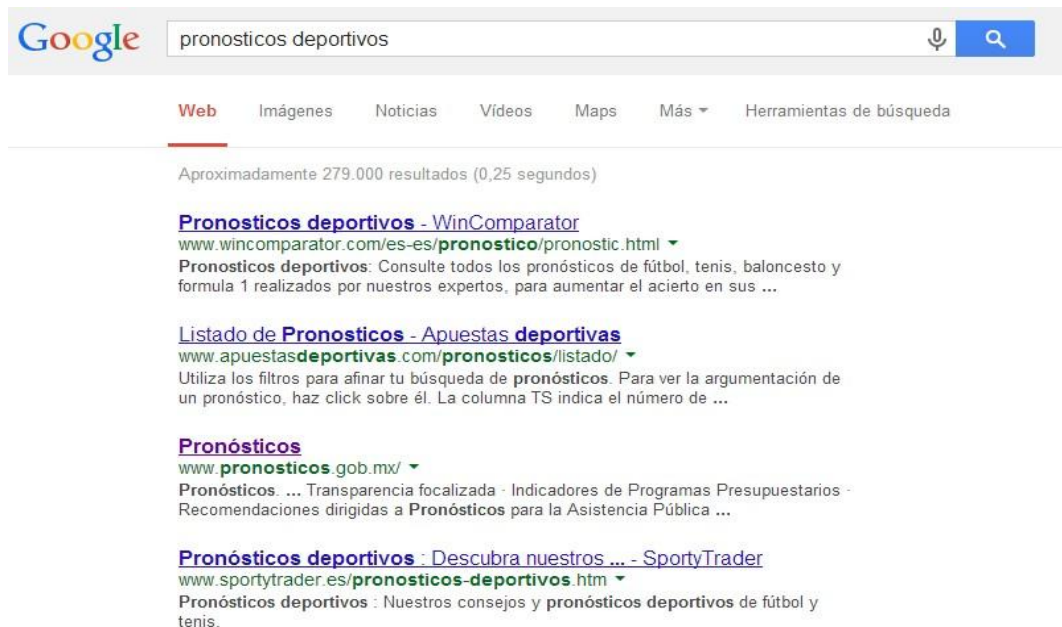 Google pronosticos deportivos
Web Imágenes Noticias Vídeos Maps Más Herramientas de búsqueda
Aproximadamente 279.000 resultados (0,25 segundos)
Pronosticos deportivos - WinComparator
www.wincomparator.com/es-es/pronostico/pronostic.html
Pronosticos deportivos: Consulte todos los pronósticos de fútbol, tenis, baloncesto y
formula 1 realizados por nuestros expertos, para aumentar el acierto en sus ...
Listado de Pronosticos - Apuestas deportivas
www.apuestasdeportivas.com/pronosticos/listado/
Utiliza los filtros para afinar tu búsqueda de pronósticos. Para ver la argumentación de
un pronóstico, haz click sobre él. La columna TS indica el número de ...
Pronósticos
www.pronosticos.gob.mx/
Pronósticos. ... Transparencia focalizada · Indicadores de Programas Presupuestarios ·
Recomendaciones dirigidas a Pronósticos para la Asistencia Pública ...
Pronósticos deportivos : Descubra nuestros ... - SportyTrader
www.sportytrader.es/pronosticos-deportivos.htm
Pronósticos deportivos : Nuestros consejos y pronósticos deportivos de fútbol y
tenis.